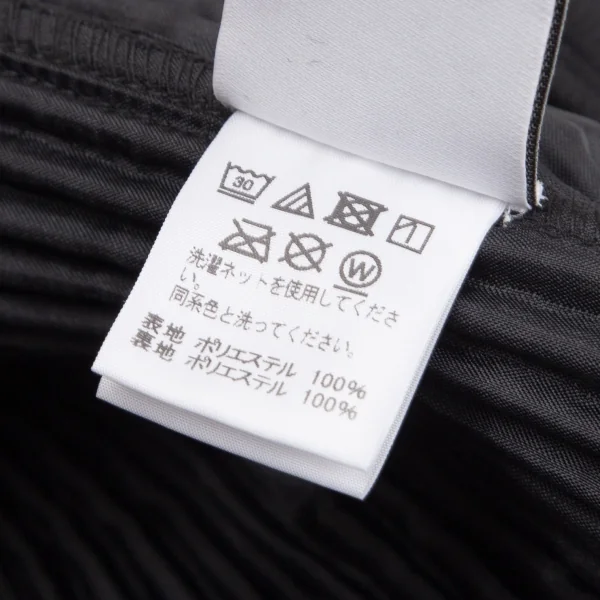 30
W
洗濯ネットを使用してくださ
い。
同系色と洗ってください。
表地 ポリエステル 100%
裏地 ポリエステル 100%